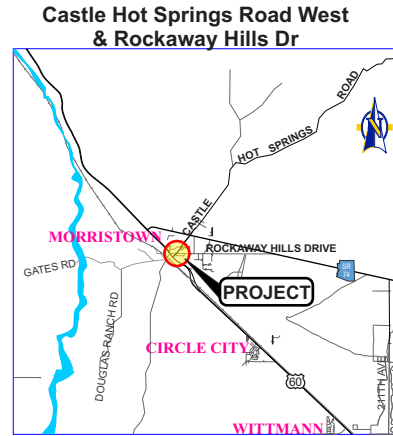 Castle Hot Springs Road West
& Rockaway Hills Dr
ROAD
HOT SPRINGS
N
CASTLE
MORRISTOWN
ROCKAWAY HILLS DRIVE
GATES RD
SR
74
PROJECT
DOUGLAS RANCH RD
CIRCLE CITY
60
211TH AVE
WITTMANN